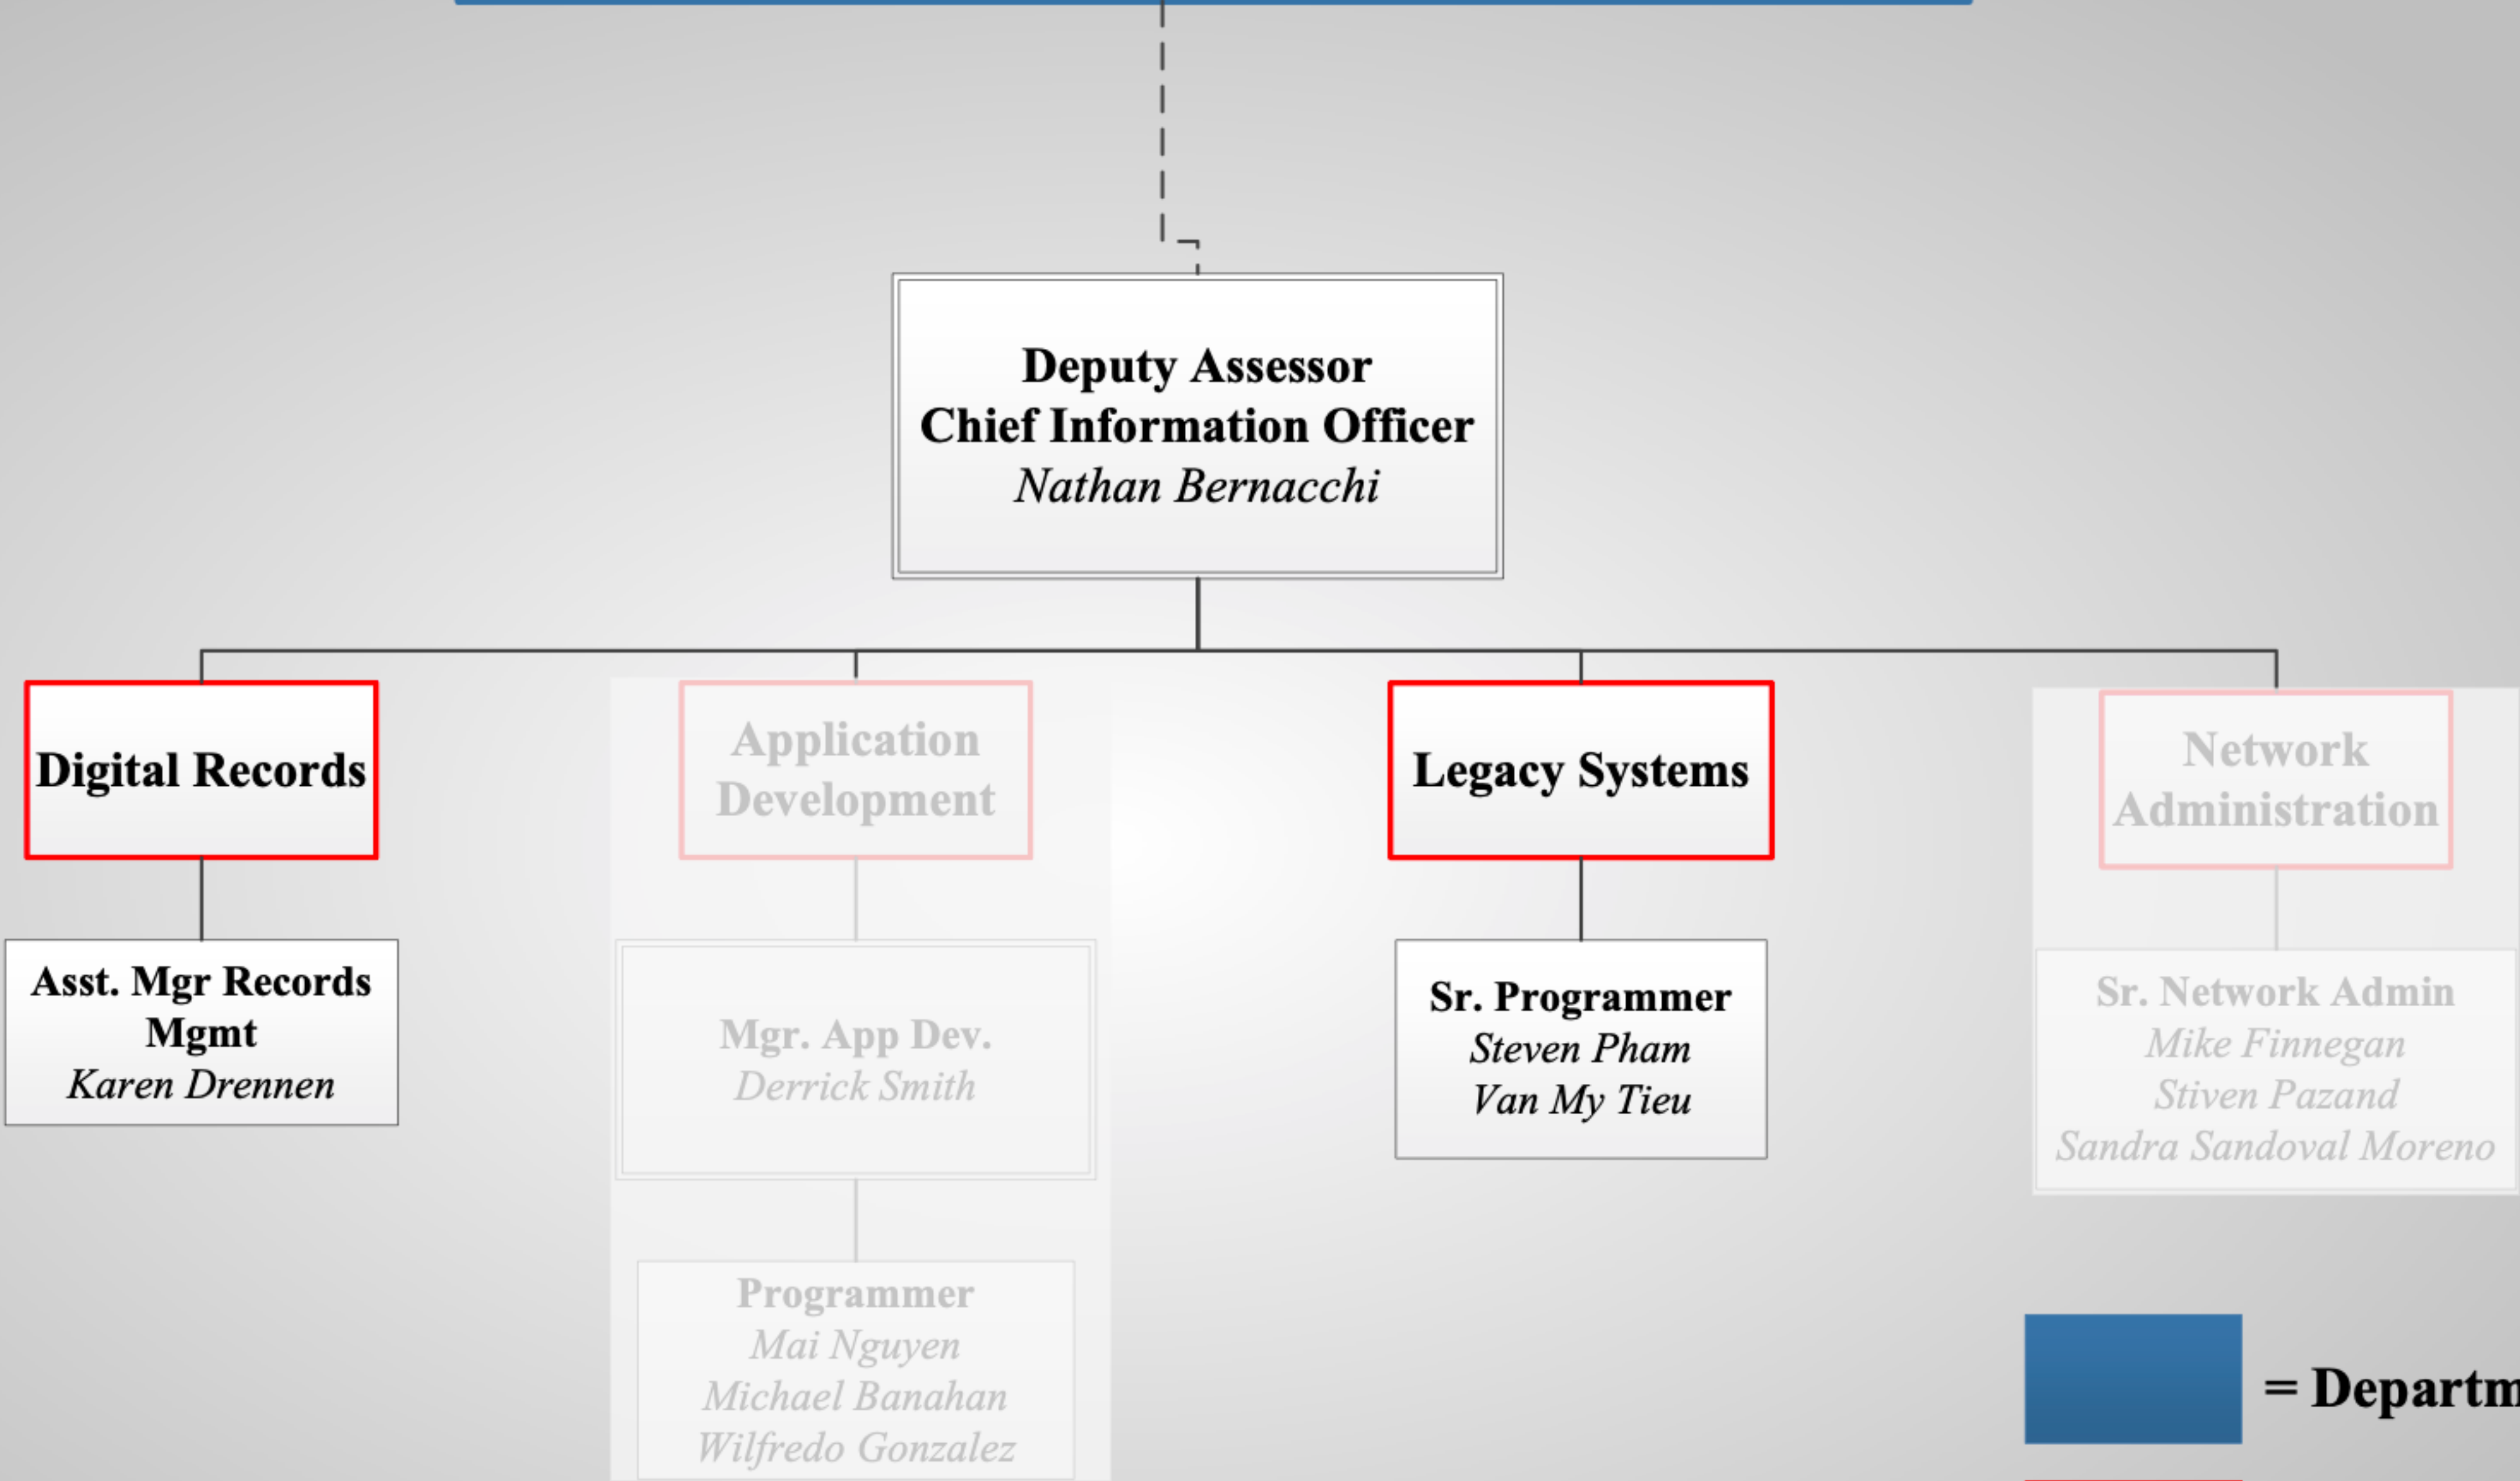 Deputy Assessor
Chief Information Officer
Nathan Bernacchi
Digital Records
Asst. Mgr Records
Mgmt
Karen Drennen
Application
Development
Mgr. App Dev.
Derrick Smith
Programmer
Mai Nguyen
Michael Banahan
Wilfredo Gonzalez
Legacy Systems
Sr. Programmer
Steven Pham
Van My Tieu
Network
Administration
Sr. Network Admin
Mike Finnegan
Stiven Pazand
Sandra Sandoval Moreno
=